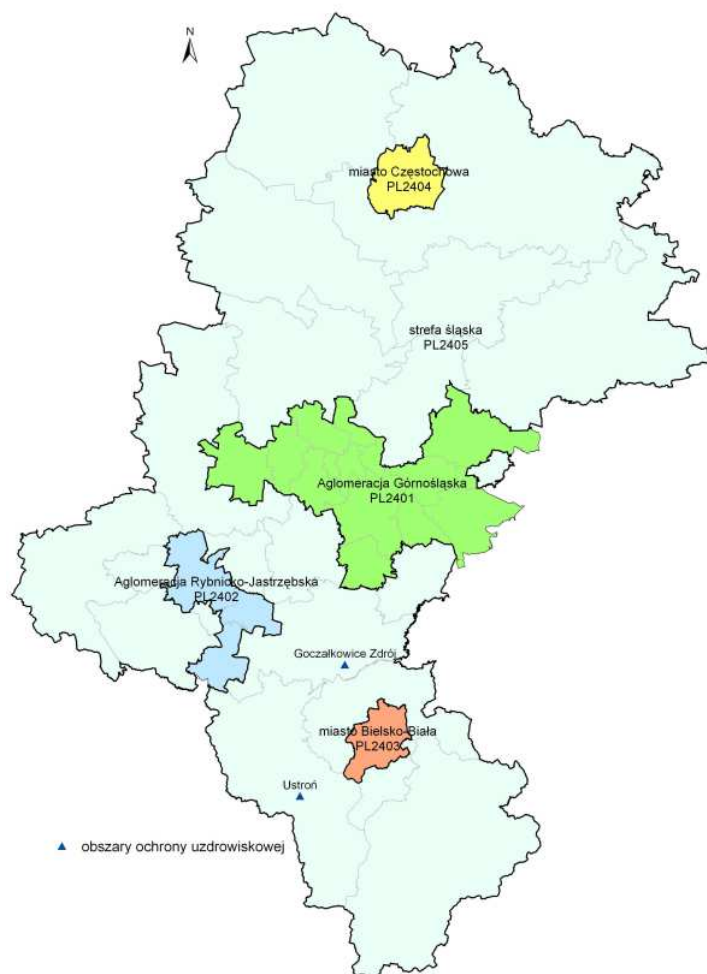 N
miasto Częstochowa
PL2404
strefa śląska
PL2405
Aglomeracja Górnośląska
PL2401
Aglomeracja Rybnicko-Jastrzębska
PL2402
Goczałkowice Zdrój
miasto Bielsko-Biała
PL2403
Ustroń
obszary ochrony uzdrowiskowej